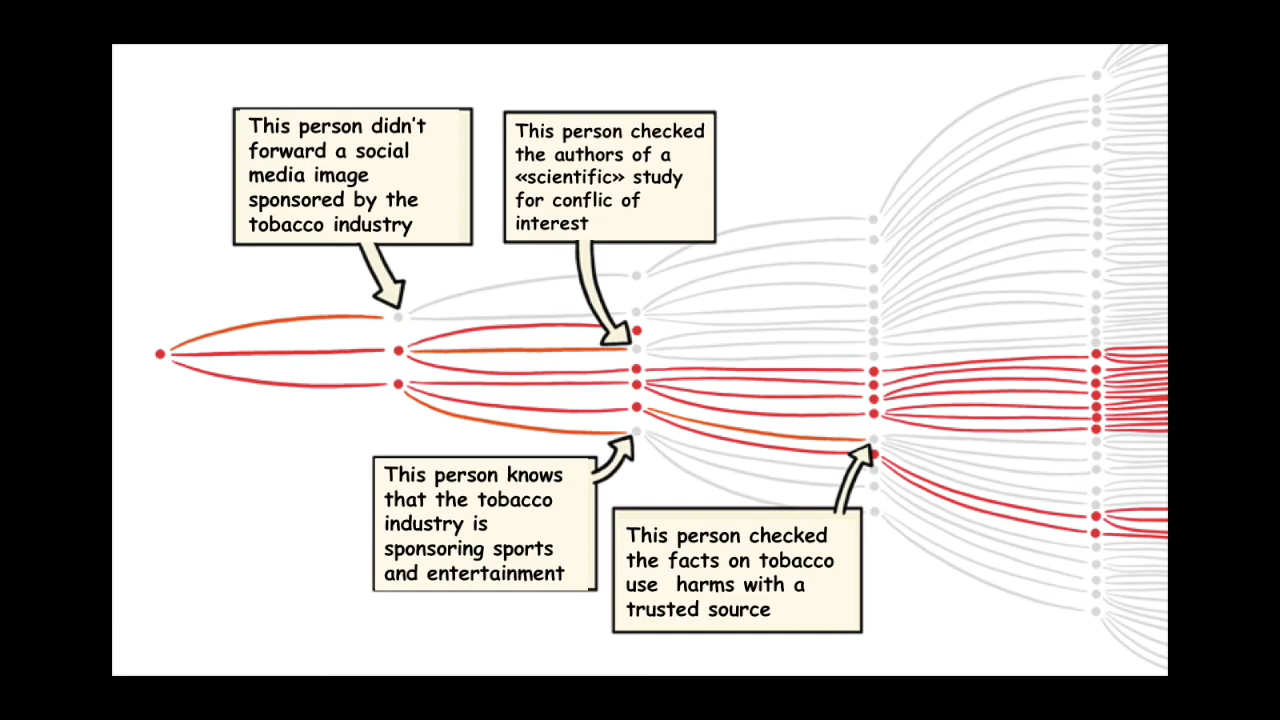 This person didn't
forward a social
media image
sponsored by the
tobacco industry
This person checked
the authors of a
«scientific» study
for conflic of
interest
This person knows
that the tobacco
industry is
sponsoring sports
and entertainment
This person checked
the facts on tobacco
use harms with a
trusted source